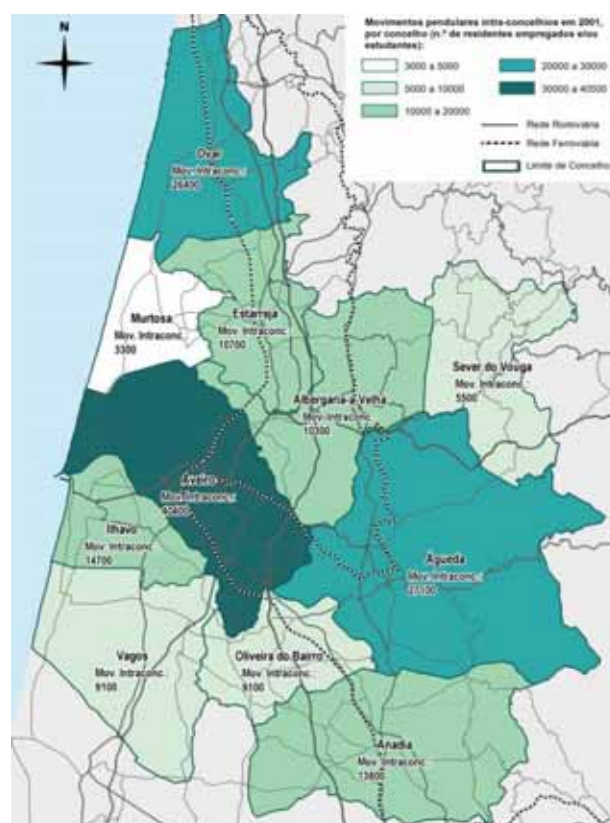 N
Movimentos pendulares intra-concelhios em 2001,
por concelho (n.º de residentes empregados e/ou
estudantes):
3000 a 5000
20000 a 30000
5000 a 10000
30000 a 40500
10000 a 20000
Rede Rodoviária
Rede Ferroviária
Limite de Concelho
Ovar
Mov. Intraconc.:
26400
Murtosa
Mov. Intraconc.
3300
Estarreja
Mov. Intraconc.
10700
Sever do Vouga
Mov. Intraconc.
5500
Albergaria-a-Velha
Mov. Intraconc.
10300
Aveiro
Mov. Intraconc.:
40400
Ílhavo
Mov. Intraconc.
14700
Águeda
Mov. Intraconc.:
21100
Vagos
Mov. Intraconc.
9100
Oliveira do Bairro
Mov. Intraconc.
9100
Anadia
Mov. Intraconc.
13800